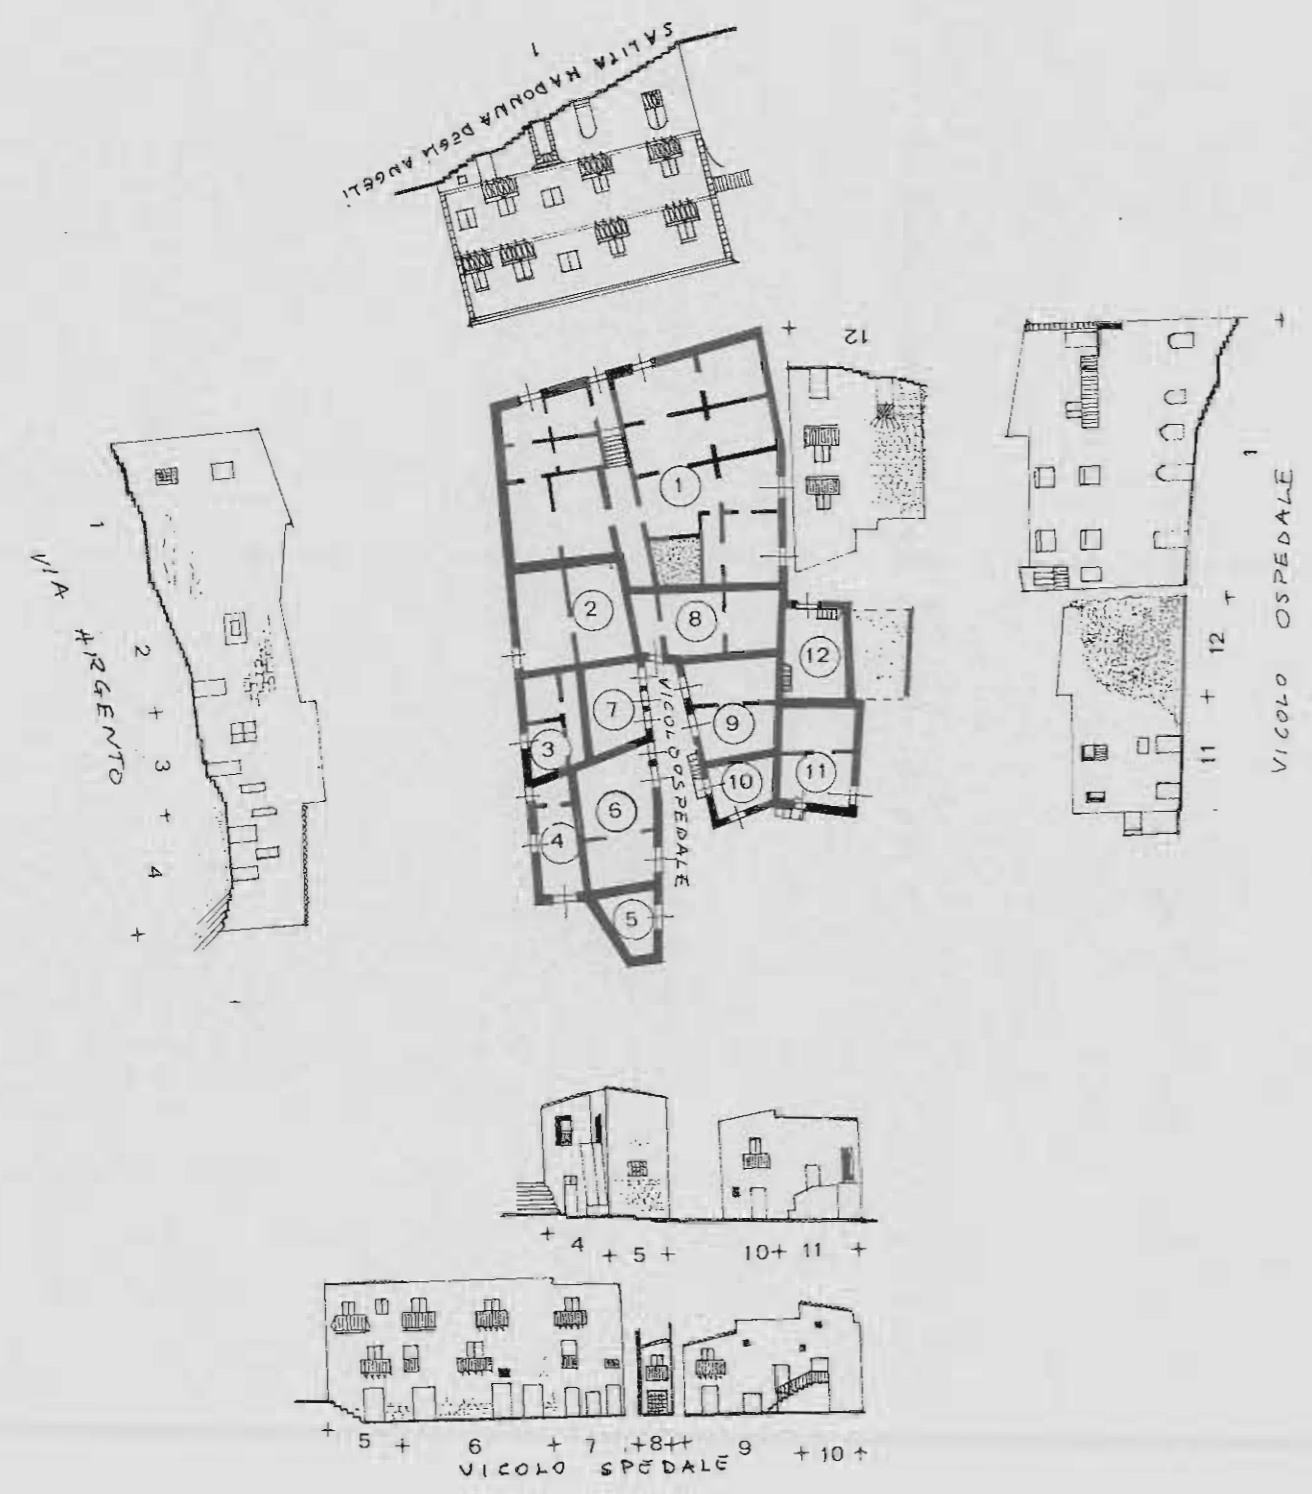 SALITA MADONNA DEGLI ANGELI
1
12
1
2
8
12
7
3
9
10
11
6
4
5
VICOLO OSPEDALE
1
VIA ARGENTO
2 + 3 + 4 +
+
1
+
12
+
11
VICOLO OSPEDALE
+ 4 + 5 + 10 + 11 +
+ 5 + 6 + 7 + 8 + + 9 + 10 +
VICOLO SPEDALE